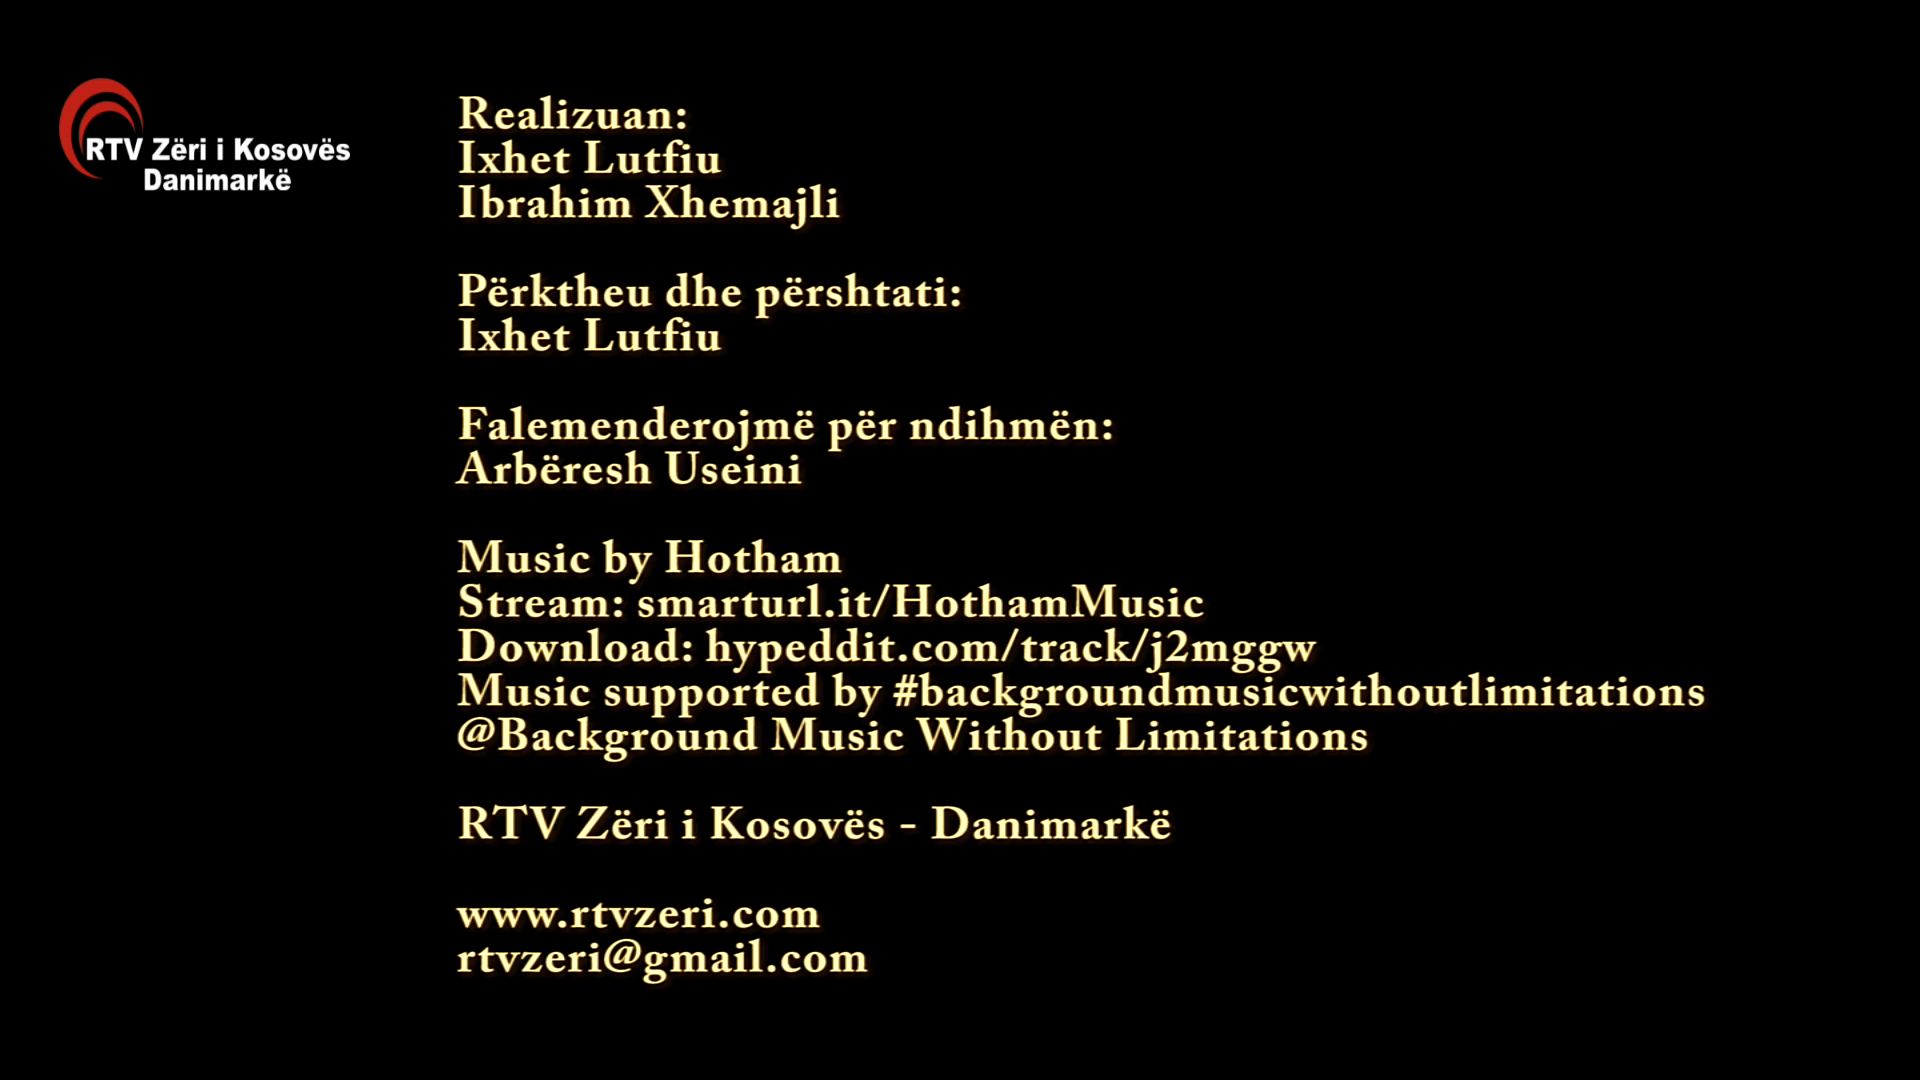 RTV Zëri i Kosovës
Danimarkë
Realizuan:
Ixhet Lutfiu
Ibrahim Xhemajli
Përktheu dhe përshtati:
Ixhet Lutfiu
Falemenderojmë për ndihmën:
Arbëresh Useini
Music by Hotham
Stream: smarturl.it/HothamMusic
Download: hypeddit.com/track/j2mggw
Music supported by #backgroundmusicwithoutlimitations
@Background Music Without Limitations
RTV Zëri i Kosovës - Danimarkë
www.rtvzeri.com
rtvzeri@gmail.com